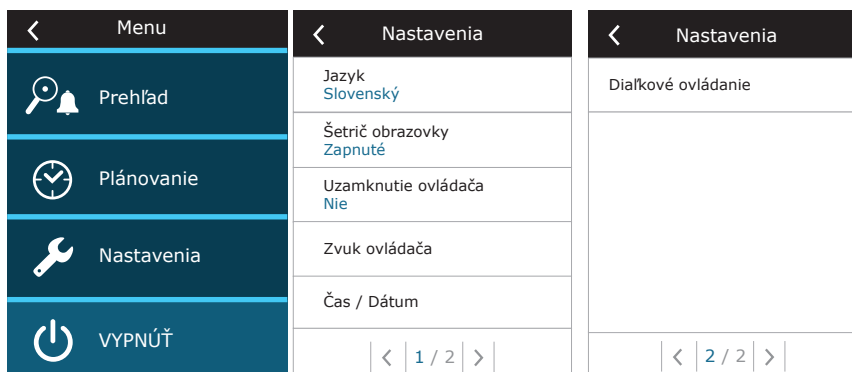 Menu
Prehľad
Plánovanie
Nastavenia
VYPNÚŤ
Nastavenia
Jazyk
Slovenský
Šetrič obrazovky
Zapnuté
Uzamknutie ovládača
Nie
Zvuk ovládača
Čas / Dátum
1 / 2
Nastavenia
Diaľkové ovládanie
2 / 2